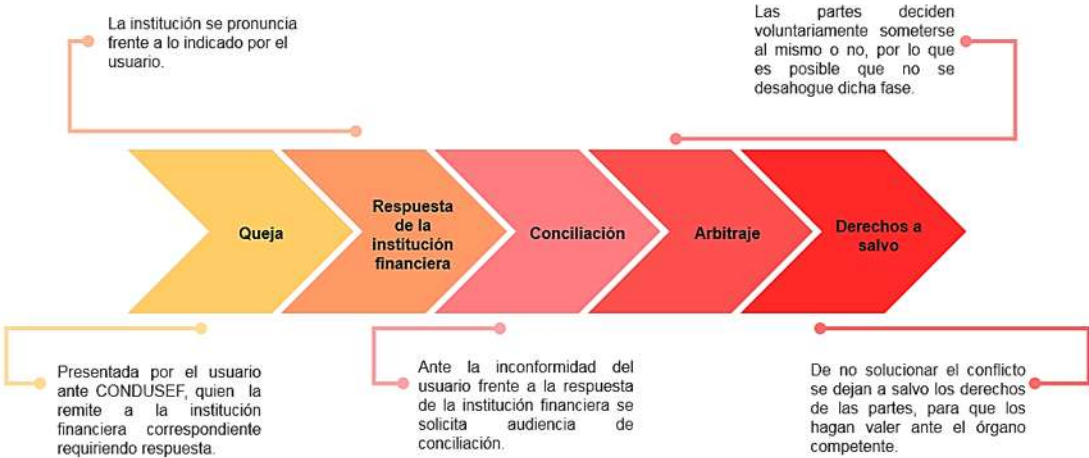 La institución se pronuncia
frente a lo indicado por el
usuario.
Las partes deciden
voluntariamente someterse
al mismo o no, por lo que
es posible que no se
desahogue dicha fase.
Queja
Respuesta
de la
institución
financiera
Conciliación
Arbitraje
Derechos a
salvo
Presentada por el usuario
ante CONDUSEF, quien la
remite a la institución
financiera correspondiente
requiriendo respuesta.
Ante la inconformidad del
usuario frente a la respuesta
de la institución financiera se
solicita audiencia de
conciliación.
De no solucionar el conflicto
se dejan a salvo los derechos
de las partes, para que los
hagan valer ante el órgano
competente.